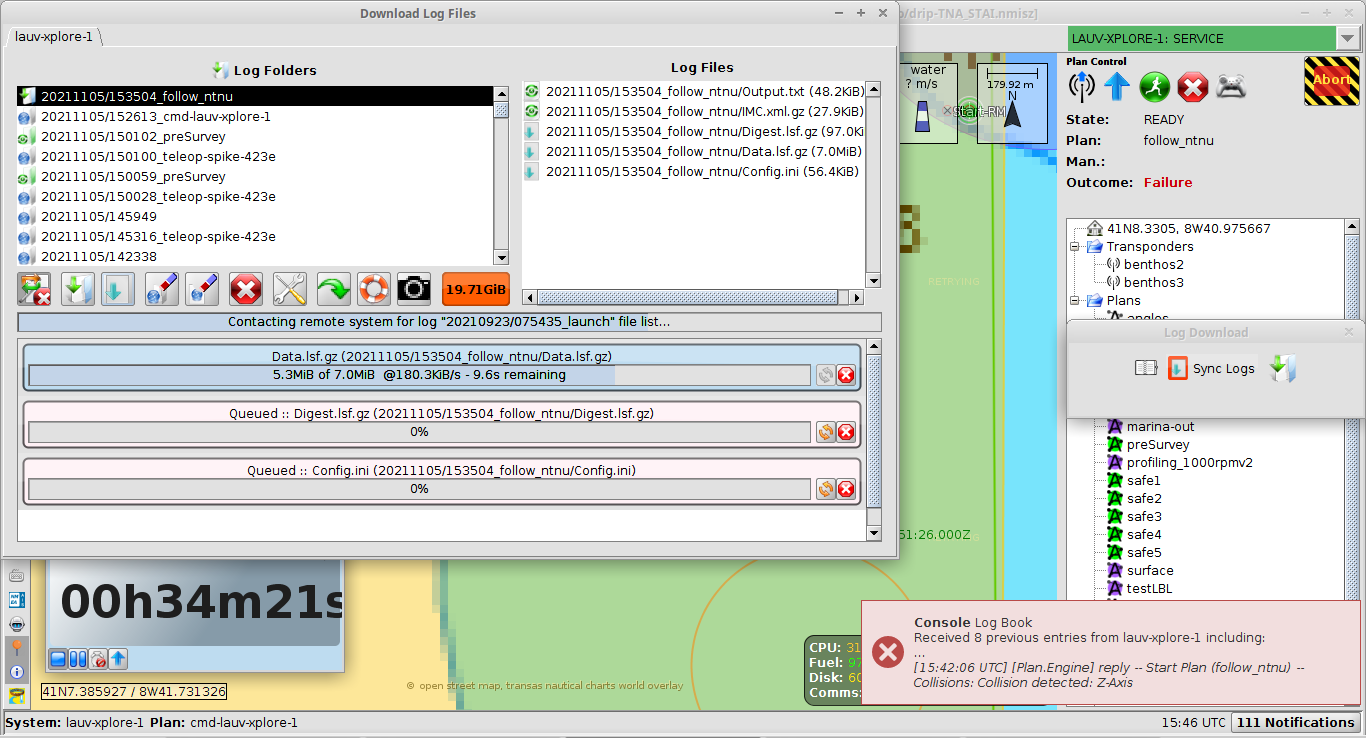 Download Log Files
o/drip-TNA_STAI.nmisz]
lauv-xplore-1
Log Folders
20211105/153504_follow_ntnu
20211105/152613_cmd-lauv-xplore-1
20211105/150102_preSurvey
20211105/150100_teleop-spike-423e
20211105/150059_preSurvey
20211105/150028_teleop-spike-423e
20211105/145949
20211105/145316_teleop-spike-423e
20211105/142338
Log Files
20211105/153504_follow_ntnu/Output.txt (48.2KiB)
20211105/153504_follow_ntnu/IMC.xml.gz (27.9KiB)
20211105/153504_follow_ntnu/Digest.lsf.gz (97.0Ki
20211105/153504_follow_ntnu/Data.lsf.gz (7.0MiB)
20211105/153504_follow_ntnu/Config.ini (56.4KiB)
19.71GiB
Contacting remote system for log "20210923/075435_launch" file list...
Data.lsf.gz (20211105/153504_follow_ntnu/Data.lsf.gz)
5.3MiB of 7.0MiB @180.3KiB/s - 9.6s remaining
Queued :: Digest.lsf.gz (20211105/153504_follow_ntnu/Digest.lsf.gz)
0%
Queued :: Config.ini (20211105/153504_follow_ntnu/Config.ini)
0%
water
? m/s
179.92 m
N
Start-RM
RETRYING
51:26.000Z
LAUV-XPLORE-1: SERVICE
Plan Control
Abort
State: READY
Plan: follow_ntnu
Man.:
Outcome: Failure
41N8.3305, 8W40.975667
Transponders
benthos2
benthos3
Plans
angles
Log Download
Sync Logs
marina-out
preSurvey
profiling_1000rpmv2
safe1
safe2
safe3
safe4
safe5
surface
testLBL
00h34m21s
41N7.385927 / 8W41.731326
© open street map, transas nautical charts world overlay
CPU: 31
Fuel: 97
Disk: 60
Comms:
Console Log Book
Received 8 previous entries from lauv-xplore-1 including:
...
[15:42:06 UTC] [Plan.Engine] reply -- Start Plan (follow_ntnu) --
Collisions: Collision detected: Z-Axis
System: lauv-xplore-1 Plan: cmd-lauv-xplore-1
15:46 UTC
111 Notifications